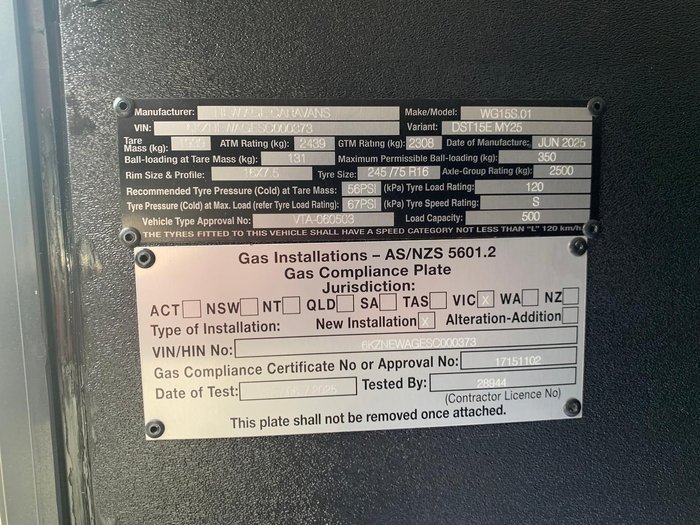 Manufacturer: NEWAGE CARAVANS Make/Model: WG15S.01
VIN: 6KZNEWAGESC000373 Variant: DST15E MY25
Tare Mass (kg): ATM Rating (kg): 2439 GTM Rating (kg): 2308 Date of Manufacture: JUN 2025
Ball-loading at Tare Mass (kg): 131 Maximum Permissible Ball-loading (kg): 350
Rim Size & Profile: 16X7.5 Tyre Size: 245 /75 R16 Axle-Group Rating (kg): 2500
Recommended Tyre Pressure (Cold) at Tare Mass: 56PSI (kPa) Tyre Load Rating: 120
Tyre Pressure (Cold) at Max. Load (refer Tyre Load Rating): 67PSI (kPa) Tyre Speed Rating: S
Vehicle Type Approval No: VTA-060503 Load Capacity: 500
THE TYRES FITTED TO THIS VEHICLE SHALL HAVE A SPEED CATEGORY NOT LESS THAN "L" 120 km/h
Gas Installations – AS/NZS 5601.2
Gas Compliance Plate
Jurisdiction:
ACT NSW NT QLD SA TAS VIC X WA NZ
Type of Installation: New Installation X Alteration-Addition
VIN/HIN No: 6KZNEWAGESC000373
Gas Compliance Certificate No or Approval No: 17151102
Date of Test: Tested By: 28944
(Contractor Licence No)
This plate shall not be removed once attached.